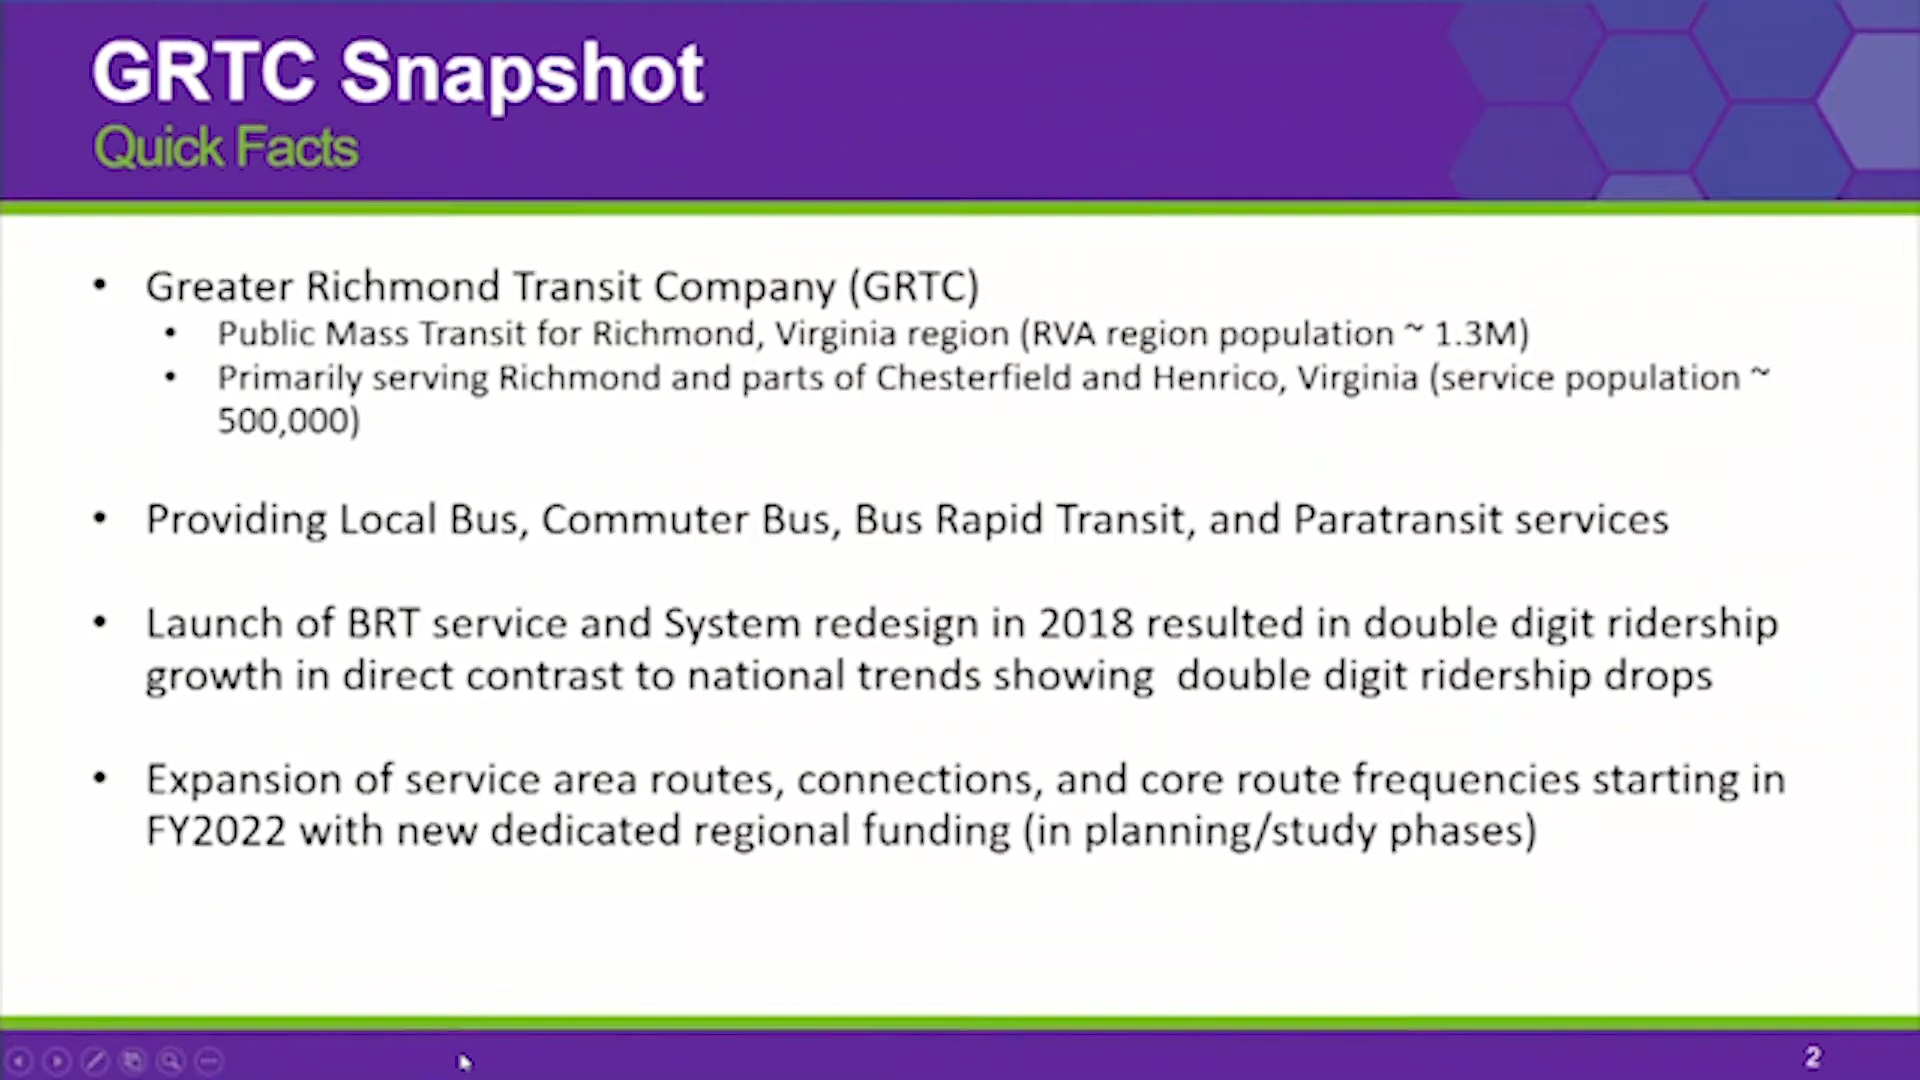 GRTC Snapshot
Quick Facts
• Greater Richmond Transit Company (GRTC)
• Public Mass Transit for Richmond, Virginia region (RVA region population ~ 1.3M)
• Primarily serving Richmond and parts of Chesterfield and Henrico, Virginia (service population ~
500,000)
• Providing Local Bus, Commuter Bus, Bus Rapid Transit, and Paratransit services
• Launch of BRT service and System redesign in 2018 resulted in double digit ridership
growth in direct contrast to national trends showing  double digit ridership drops
• Expansion of service area routes, connections, and core route frequencies starting in
FY2022 with new dedicated regional funding (in planning/study phases)
2